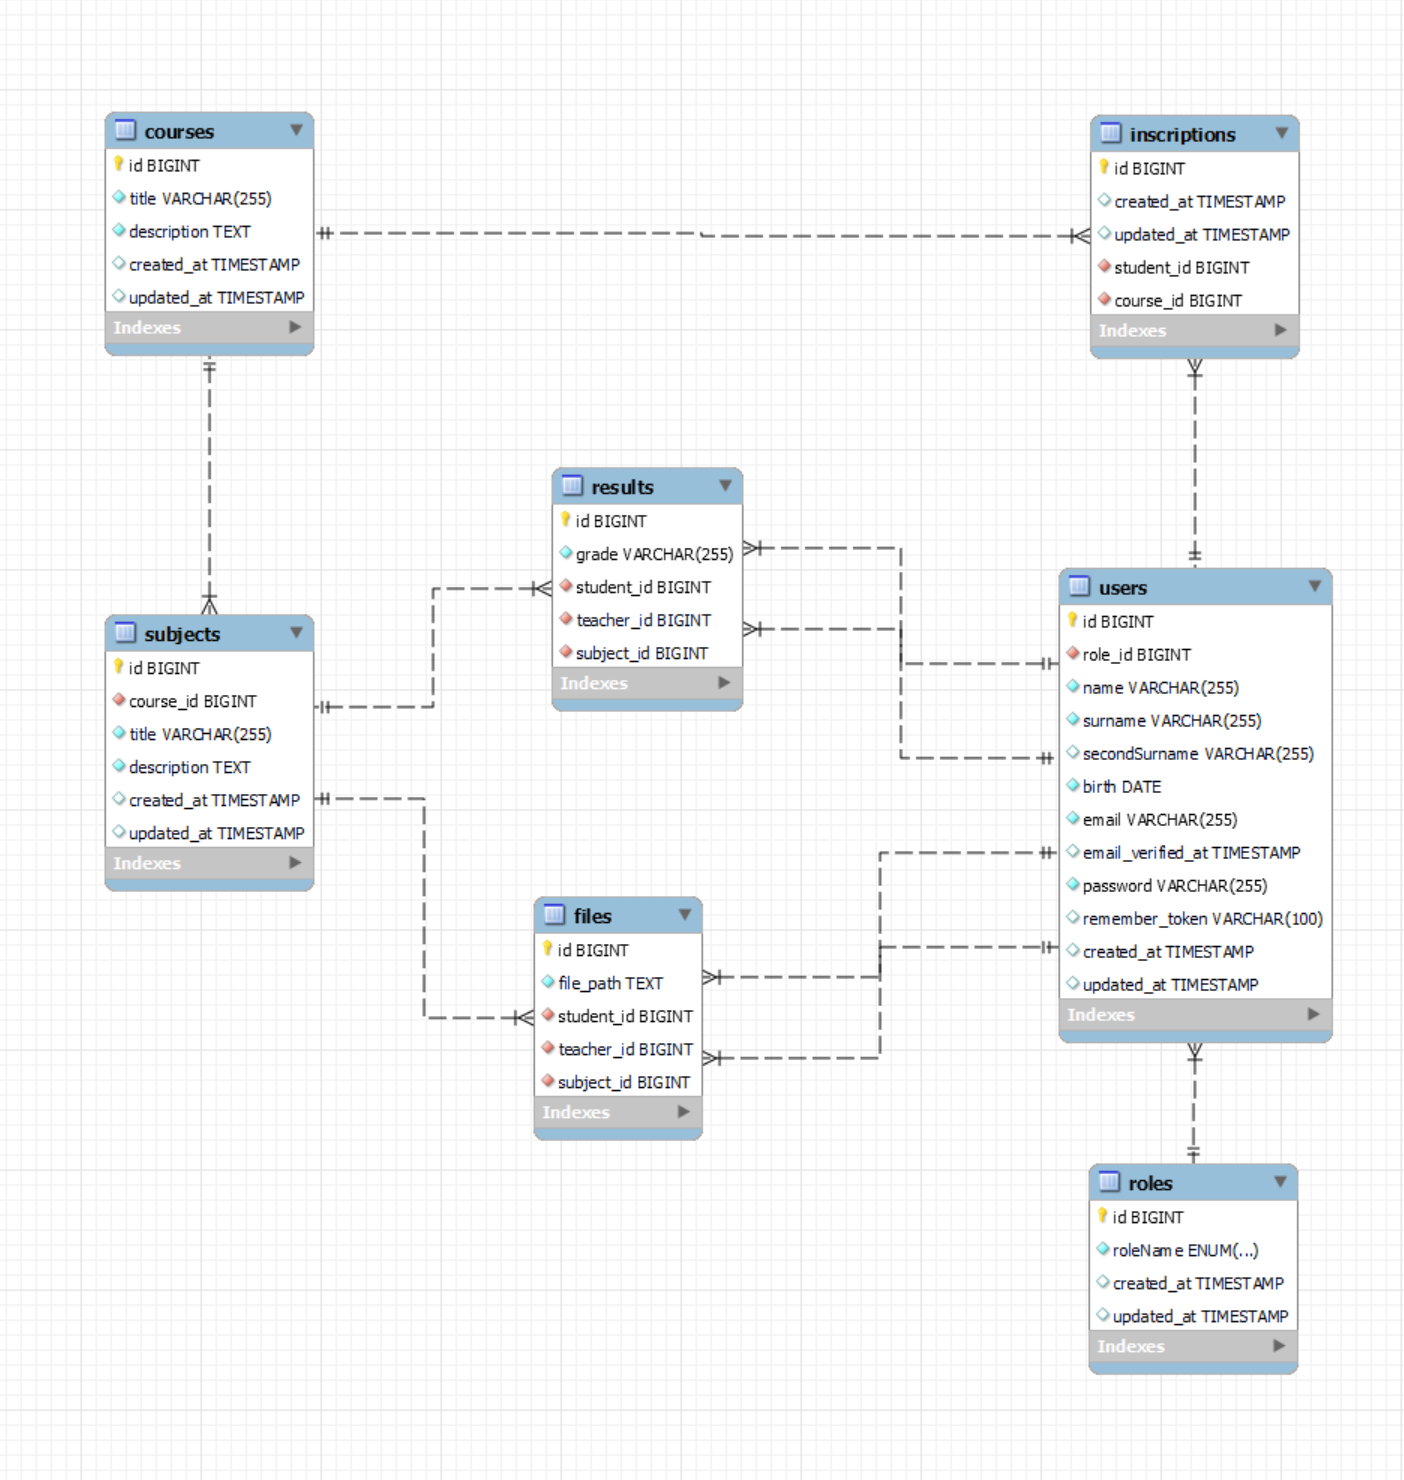 courses
id BIGINT
title VARCHAR(255)
description TEXT
created_at TIMESTAMP
updated_at TIMESTAMP
Indexes
inscriptions
id BIGINT
created_at TIMESTAMP
updated_at TIMESTAMP
student_id BIGINT
course_id BIGINT
Indexes
results
id BIGINT
grade VARCHAR(255)
student_id BIGINT
teacher_id BIGINT
subject_id BIGINT
Indexes
users
id BIGINT
role_id BIGINT
name VARCHAR(255)
surname VARCHAR(255)
secondSurname VARCHAR(255)
birth DATE
email VARCHAR(255)
email_verified_at TIMESTAMP
password VARCHAR(255)
remember_token VARCHAR(100)
created_at TIMESTAMP
updated_at TIMESTAMP
Indexes
subjects
id BIGINT
course_id BIGINT
title VARCHAR(255)
description TEXT
created_at TIMESTAMP
updated_at TIMESTAMP
Indexes
files
id BIGINT
file_path TEXT
student_id BIGINT
teacher_id BIGINT
subject_id BIGINT
Indexes
roles
id BIGINT
roleName ENUM(...)
created_at TIMESTAMP
updated_at TIMESTAMP
Indexes